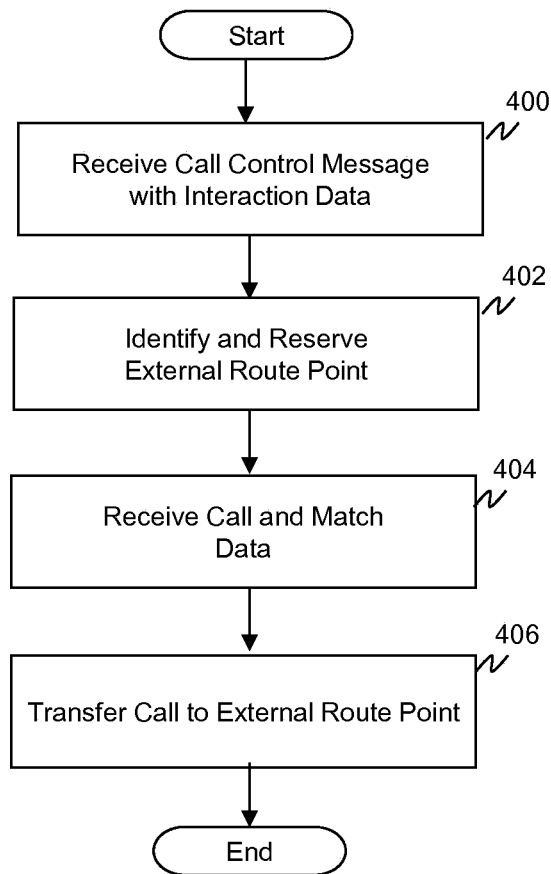 Start
400
Receive Call Control Message
with Interaction Data
402
Identify and Reserve
External Route Point
404
Receive Call and Match
Data
406
Transfer Call to External Route Point
End